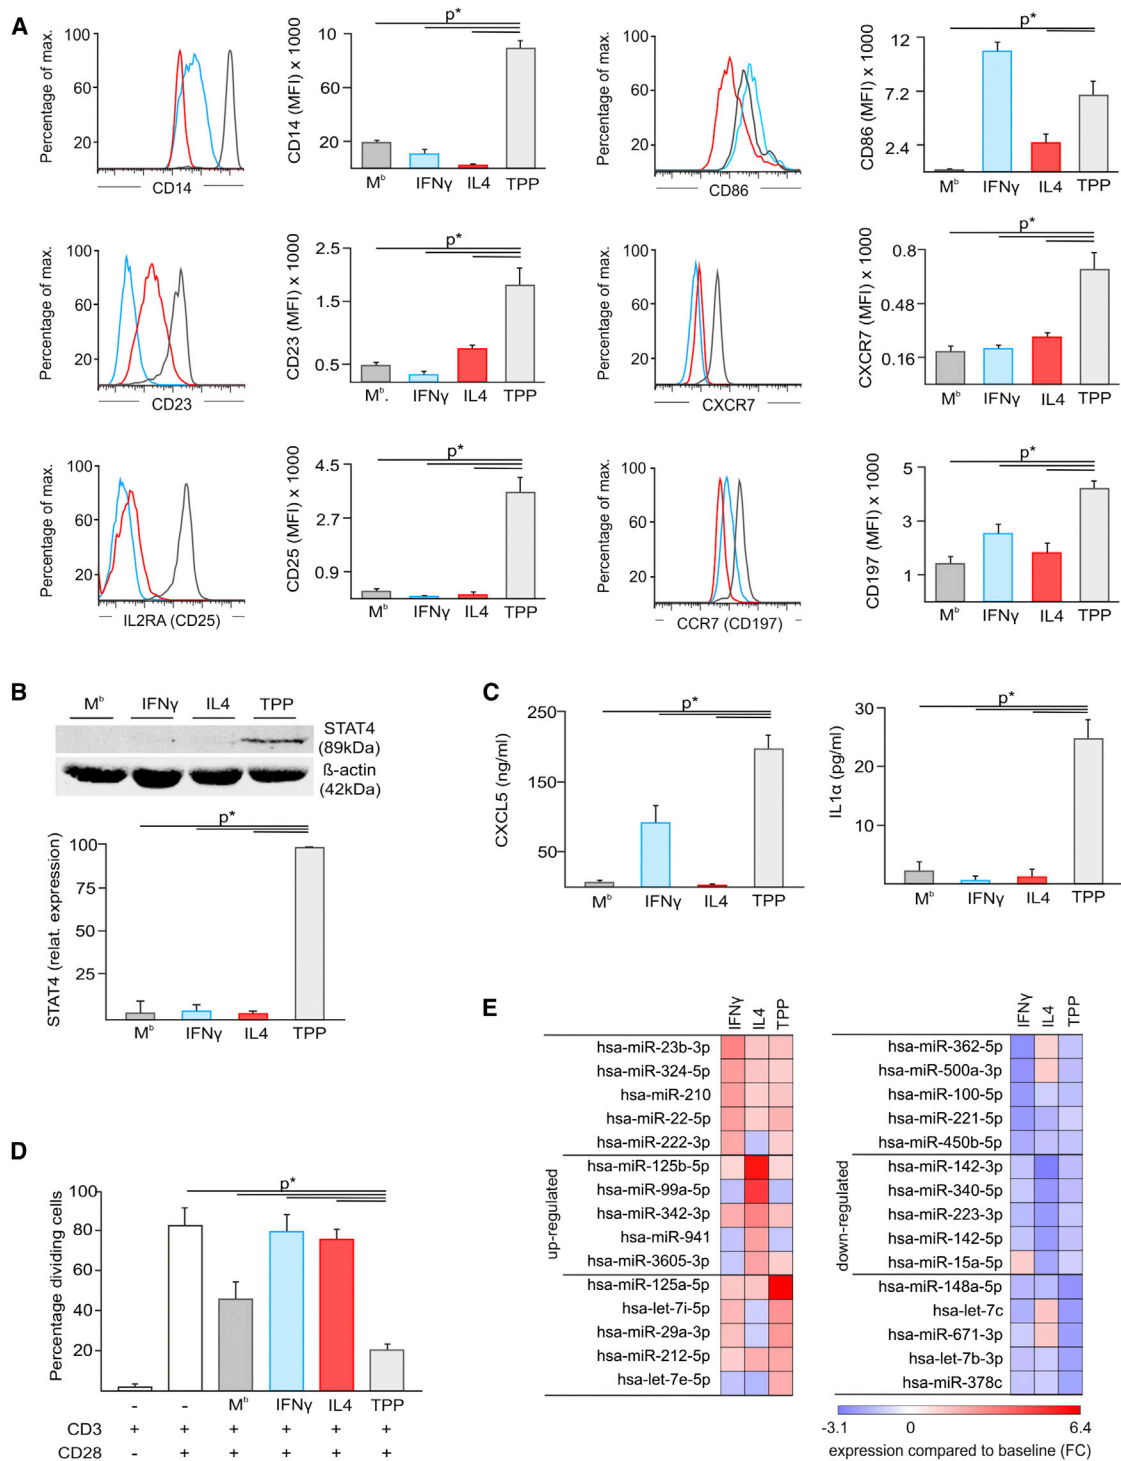 A
Percentage of max.
100
60
20
CD14
CD14 (MFI) x 1000
10
60
20
p*
Mᵇ IFNγ IL4 TPP
Percentage of max.
100
60
20
CD86
CD86 (MFI) x 1000
12
7.2
2.4
p*
Mᵇ IFNγ IL4 TPP
Percentage of max.
100
60
20
CD23
CD23 (MFI) x 1000
2.5
1.5
0.5
p*
Mᵇ. IFNγ IL4 TPP
Percentage of max.
100
60
20
CXCR7
CXCR7 (MFI) x 1000
0.8
0.48
0.16
p*
Mᵇ IFNγ IL4 TPP
Percentage of max.
100
60
20
IL2RA (CD25)
CD25 (MFI) x 1000
4.5
2.7
0.9
p*
Mᵇ IFNγ IL4 TPP
Percentage of max.
100
60
20
CCR7 (CD197)
CD197 (MFI) x 1000
5
3
1
p*
Mᵇ IFNγ IL4 TPP
B
Mᵇ IFNγ IL4 TPP
STAT4
(89kDa)
ß-actin
(42kDa)
p*
STAT4 (relat. expression)
100
75
50
25
Mᵇ IFNγ IL4 TPP
C
CXCL5 (ng/ml)
250
150
50
p*
Mᵇ IFNγ IL4 TPP
IL1α (pg/ml)
30
20
10
p*
Mᵇ IFNγ IL4 TPP
D
Percentage dividing cells
100
80
60
40
20
p*
- - Mᵇ IFNγ IL4 TPP
CD3 + + + + + +
CD28 - + + + + +
E
IFNγ IL4 TPP
up-regulated
hsa-miR-23b-3p
hsa-miR-324-5p
hsa-miR-210
hsa-miR-22-5p
hsa-miR-222-3p
hsa-miR-125b-5p
hsa-miR-99a-5p
hsa-miR-342-3p
hsa-miR-941
hsa-miR-3605-3p
hsa-miR-125a-5p
hsa-let-7i-5p
hsa-miR-29a-3p
hsa-miR-212-5p
hsa-let-7e-5p
IFNγ IL4 TPP
down-regulated
hsa-miR-362-5p
hsa-miR-500a-3p
hsa-miR-100-5p
hsa-miR-221-5p
hsa-miR-450b-5p
hsa-miR-142-3p
hsa-miR-340-5p
hsa-miR-223-3p
hsa-miR-142-5p
hsa-miR-15a-5p
hsa-miR-148a-5p
hsa-let-7c
hsa-miR-671-3p
hsa-let-7b-3p
hsa-miR-378c
-3.1 0 6.4
expression compared to baseline (FC)